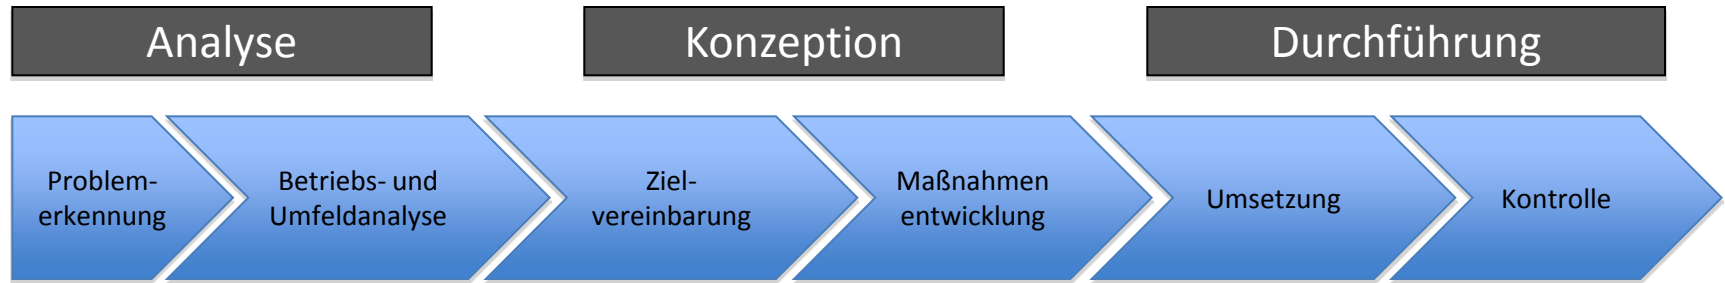 Analyse
Konzeption
Durchführung
Problem-
erkennung
Betriebs- und
Umfeldanalyse
Ziel-
vereinbarung
Maßnahmen
entwicklung
Umsetzung
Kontrolle